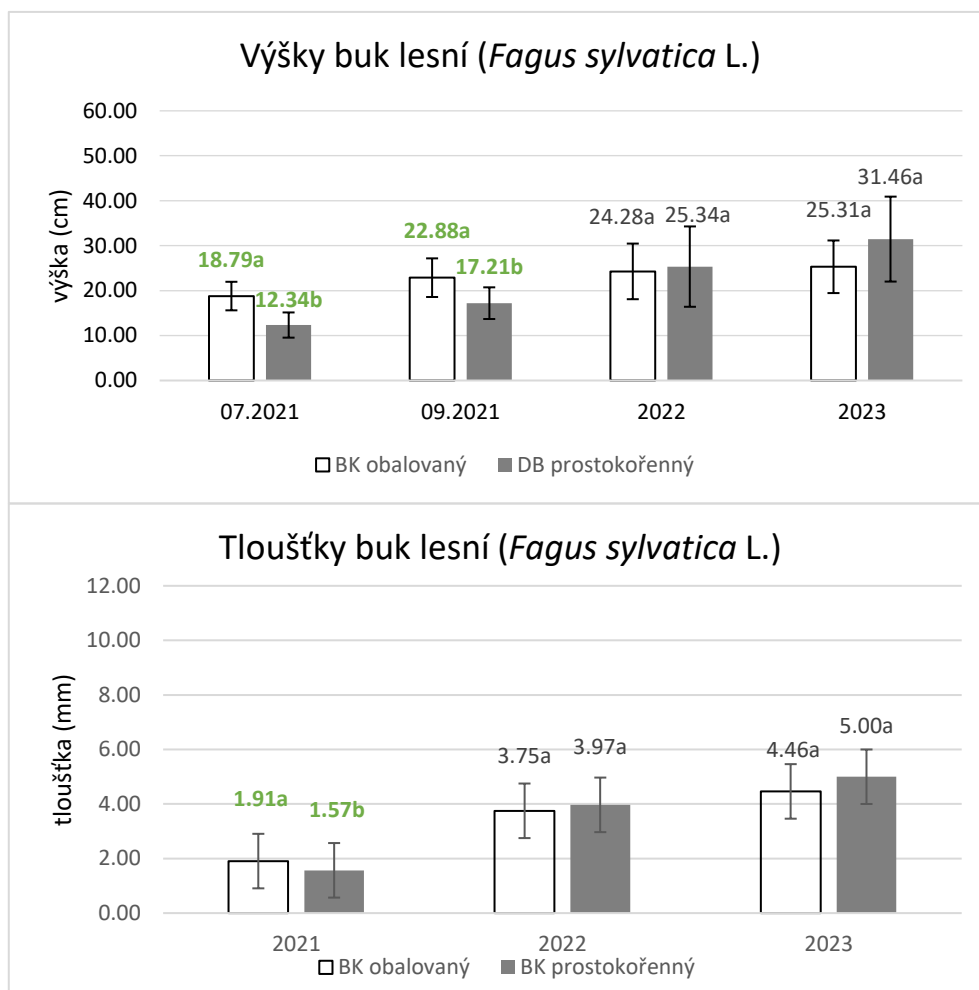 Výšky buk lesní (Fagus sylvatica L.)
60.00
50.00
40.00
30.00
20.00
10.00
0.00
výška (cm)
18.79a
12.34b
22.88a
17.21b
24.28a
25.34a
25.31a
31.46a
07.2021
09.2021
2022
2023
BK obalovaný
DB prostokořenný
Tloušťky buk lesní (Fagus sylvatica L.)
12.00
10.00
8.00
6.00
4.00
2.00
0.00
tloušťka (mm)
1.91a
1.57b
3.75a
3.97a
4.46a
5.00a
2021
2022
2023
BK obalovaný
BK prostokořenný